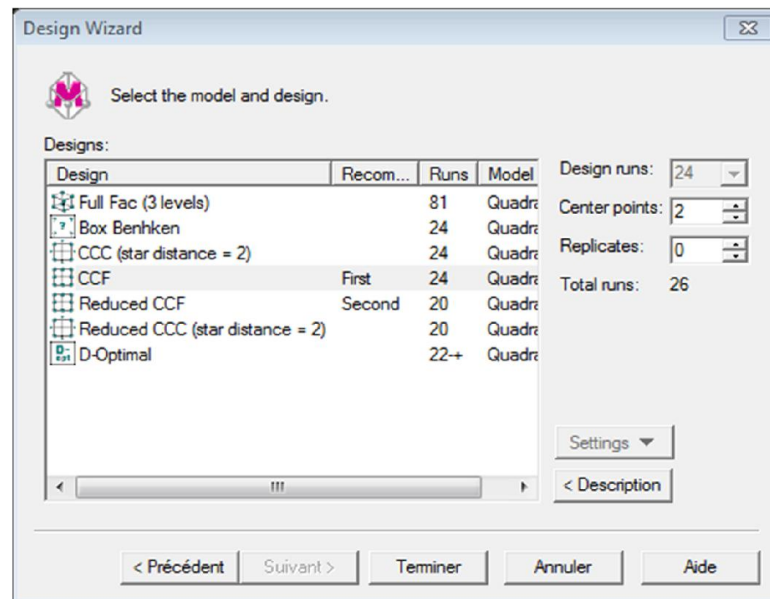 Design Wizard
Select the model and design.
Designs:
Design Recom... Runs Model
Full Fac (3 levels) 81 Quadra
Box Benhken 24 Quadra
CCC (star distance = 2) 24 Quadra
CCF First 24 Quadra
Reduced CCF Second 20 Quadra
Reduced CCC (star distance = 2) 20 Quadra
D-Optimal 22-+ Quadra
Design runs: 24
Center points: 2
Replicates: 0
Total runs: 26
Settings
< Description
< Précédent Suivant > Terminer Annuler Aide